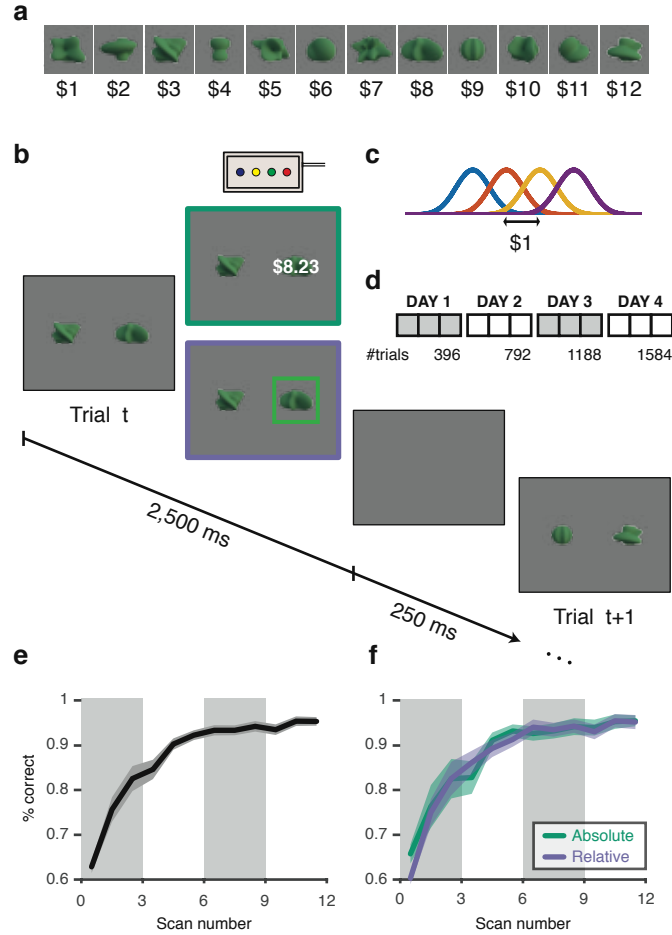 a
$1 $2 $3 $4 $5 $6 $7 $8 $9 $10 $11 $12
b
$8.23
Trial t
2,500 ms
250 ms
Trial t+1
...
c
$1
d
DAY 1 DAY 2 DAY 3 DAY 4
#trials 396 792 1188 1584
e
% correct
1
0.9
0.8
0.7
0.6
0 3 6 9 12
Scan number
f
1
0.9
0.8
0.7
0.6
Absolute
Relative
0 3 6 9 12
Scan number